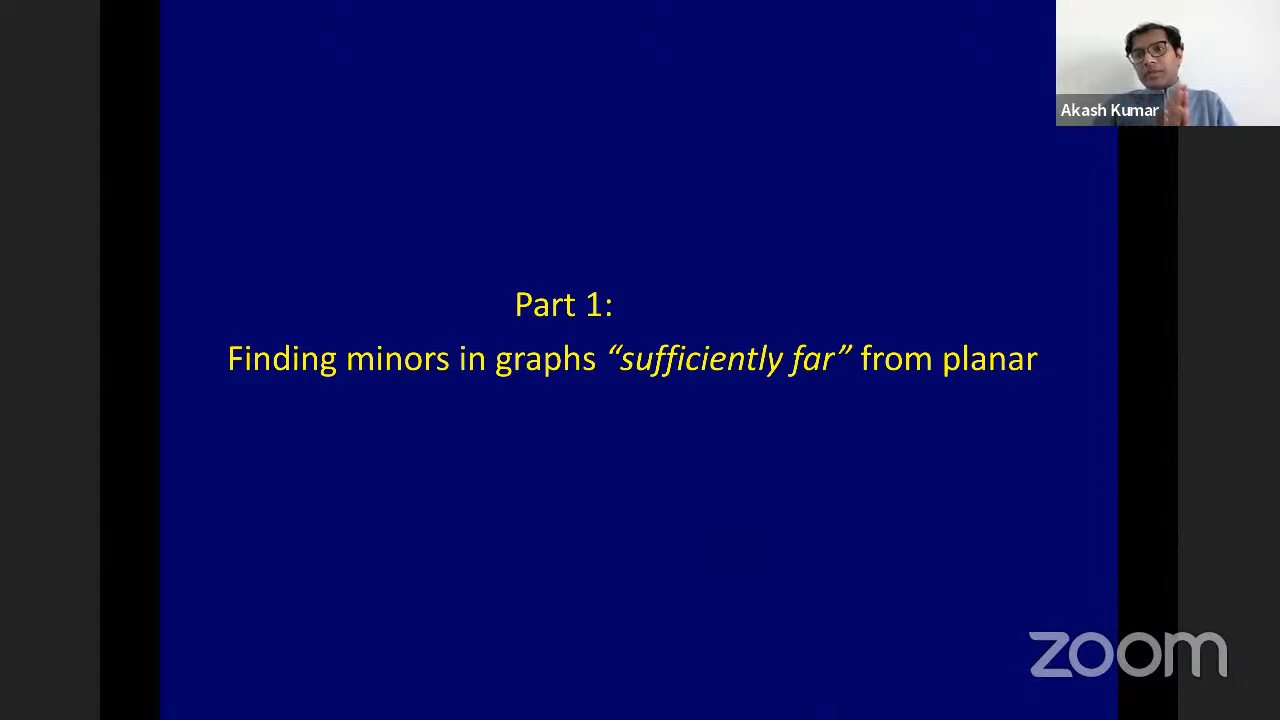 Akash Kumar
Part 1:
Finding minors in graphs “sufficiently far” from planar
zoom